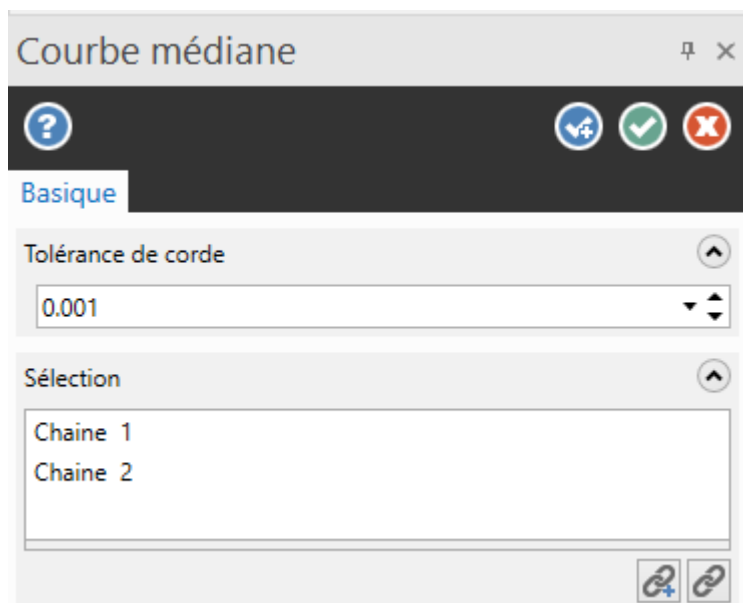 Courbe médiane
?
Basique
Tolérance de corde
0.001
Sélection
Chaine 1
Chaine 2